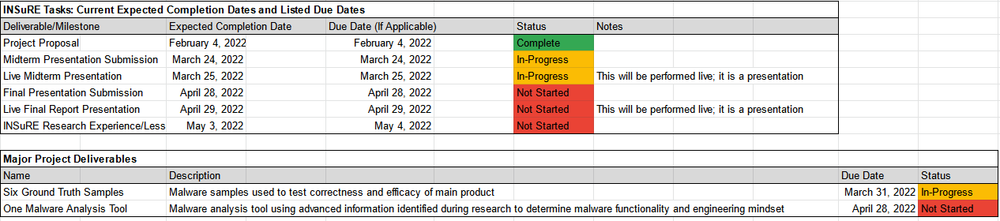 INSuRE Tasks: Current Expected Completion Dates and Listed Due Dates
Deliverable/Milestone Expected Completion Date Due Date (If Applicable) Status Notes
Project Proposal February 4, 2022 February 4, 2022 Complete
Midterm Presentation Submission March 24, 2022 March 24, 2022 In-Progress
Live Midterm Presentation March 25, 2022 March 25, 2022 In-Progress This will be performed live; it is a presentation
Final Presentation Submission April 28, 2022 April 28, 2022 Not Started
Live Final Report Presentation April 29, 2022 April 29, 2022 Not Started This will be performed live; it is a presentation
INSuRE Research Experience/Less May 3, 2022 May 4, 2022 Not Started
Major Project Deliverables
Name Description Due Date Status
Six Ground Truth Samples Malware samples used to test correctness and efficacy of main product March 31, 2022 In-Progress
One Malware Analysis Tool Malware analysis tool using advanced information identified during research to determine malware functionality and engineering mindset April 28, 2022 Not Started